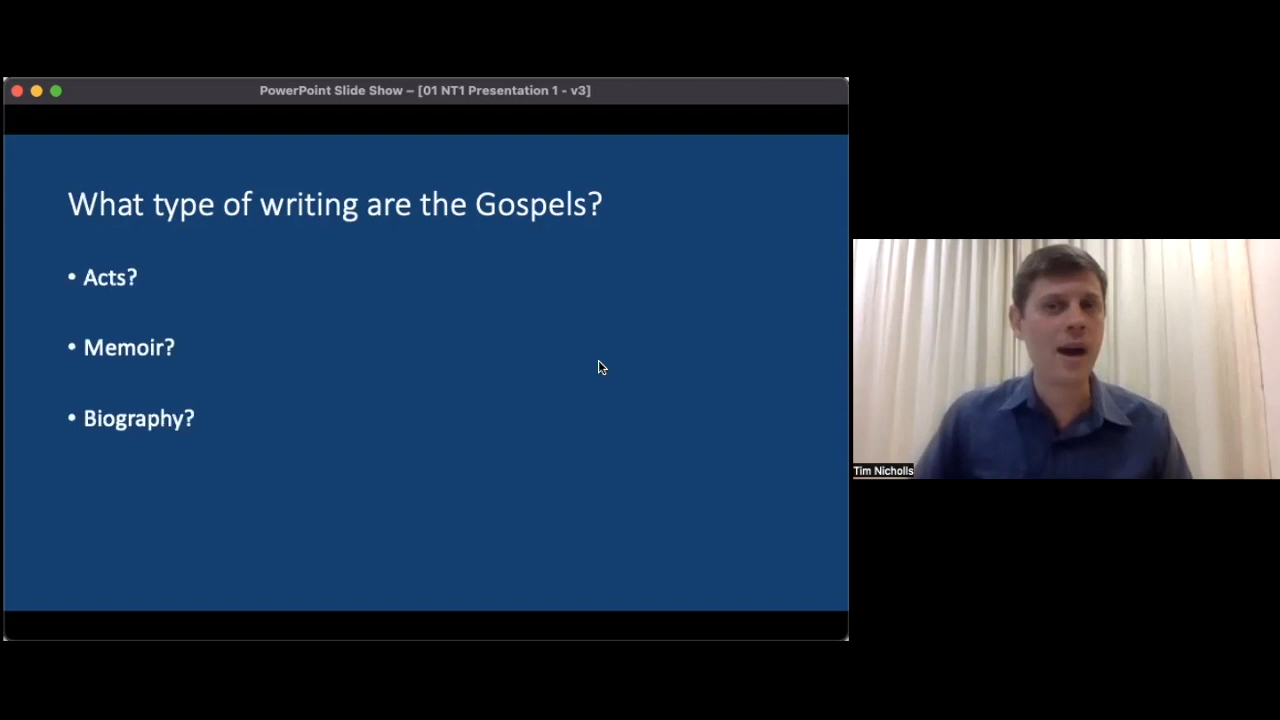 PowerPoint Slide Show – [01 NT1 Presentation 1 - v3]
What type of writing are the Gospels?
• Acts?
• Memoir?
• Biography?
Tim Nicholls